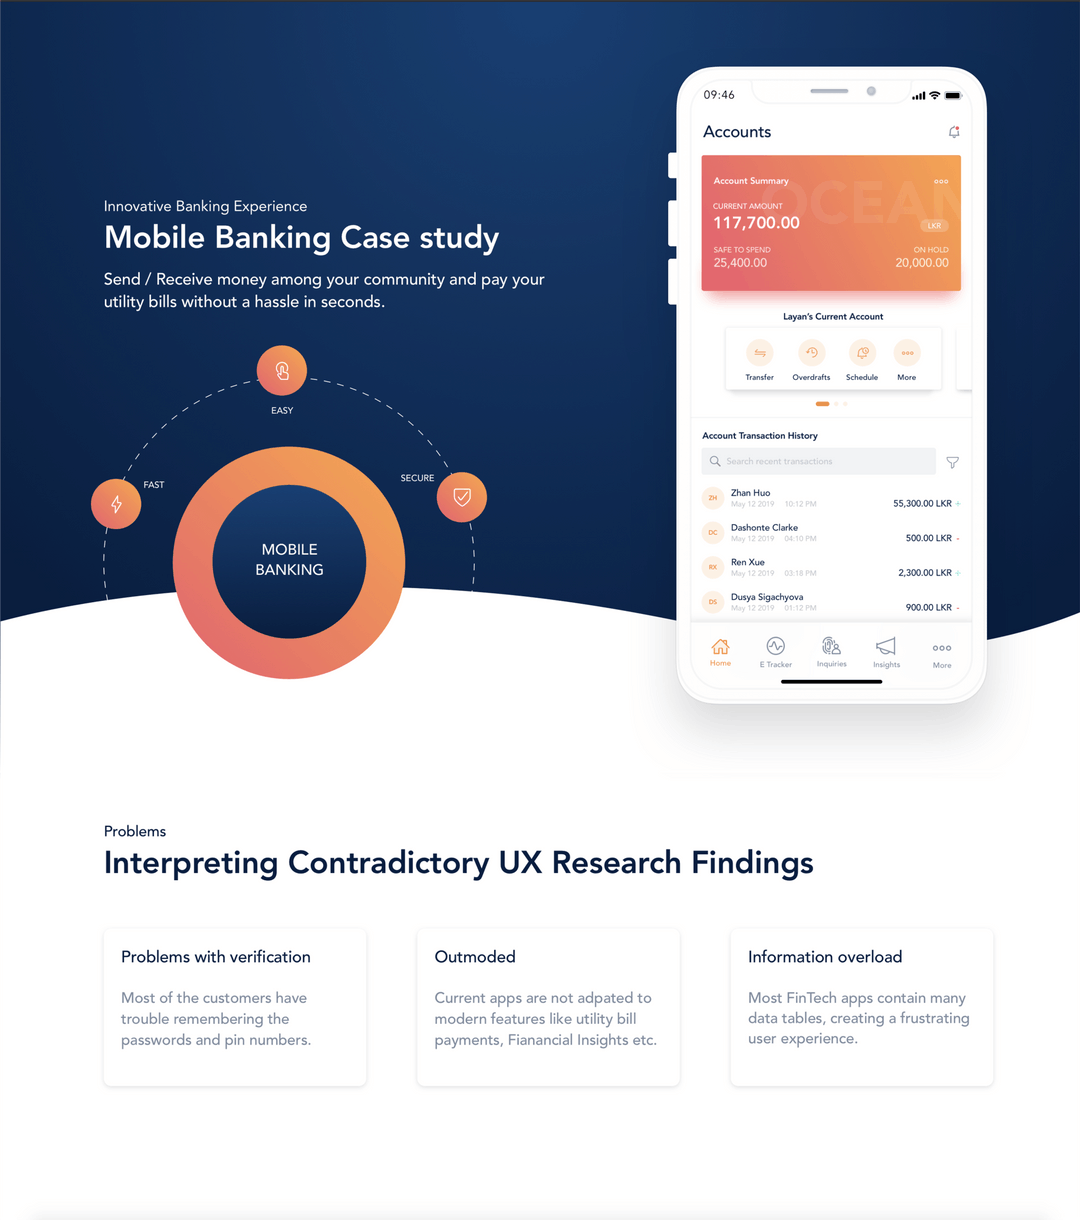 Innovative Banking Experience
Mobile Banking Case study
Send / Receive money among your community and pay your
utility bills without a hassle in seconds.
EASY
FAST
SECURE
MOBILE
BANKING
09:46
Accounts
OCEAN
Account Summary
CURRENT AMOUNT
117,700.00
LKR
SAFE TO SPEND
ON HOLD
25,400.00
20,000.00
Layan's Current Account
Transfer
Overdrafts
Schedule
More
Account Transaction History
Search recent transactions
ZH
Zhan Huo
May 12 2019 10:12 PM
55,300.00 LKR +
DC
Dashonte Clarke
May 12 2019 04:10 PM
500.00 LKR -
RX
Ren Xue
May 12 2019 03:18 PM
2,300.00 LKR +
DS
Dusya Sigachyova
May 12 2019 01:12 PM
900.00 LKR -
Home
E Tracker
Inquiries
Insights
More
Problems
Interpreting Contradictory UX Research Findings
Problems with verification
Most of the customers have
trouble remembering the
passwords and pin numbers.
Outmoded
Current apps are not adpated to
modern features like utility bill
payments, Fianancial Insights etc.
Information overload
Most FinTech apps contain many
data tables, creating a frustrating
user experience.